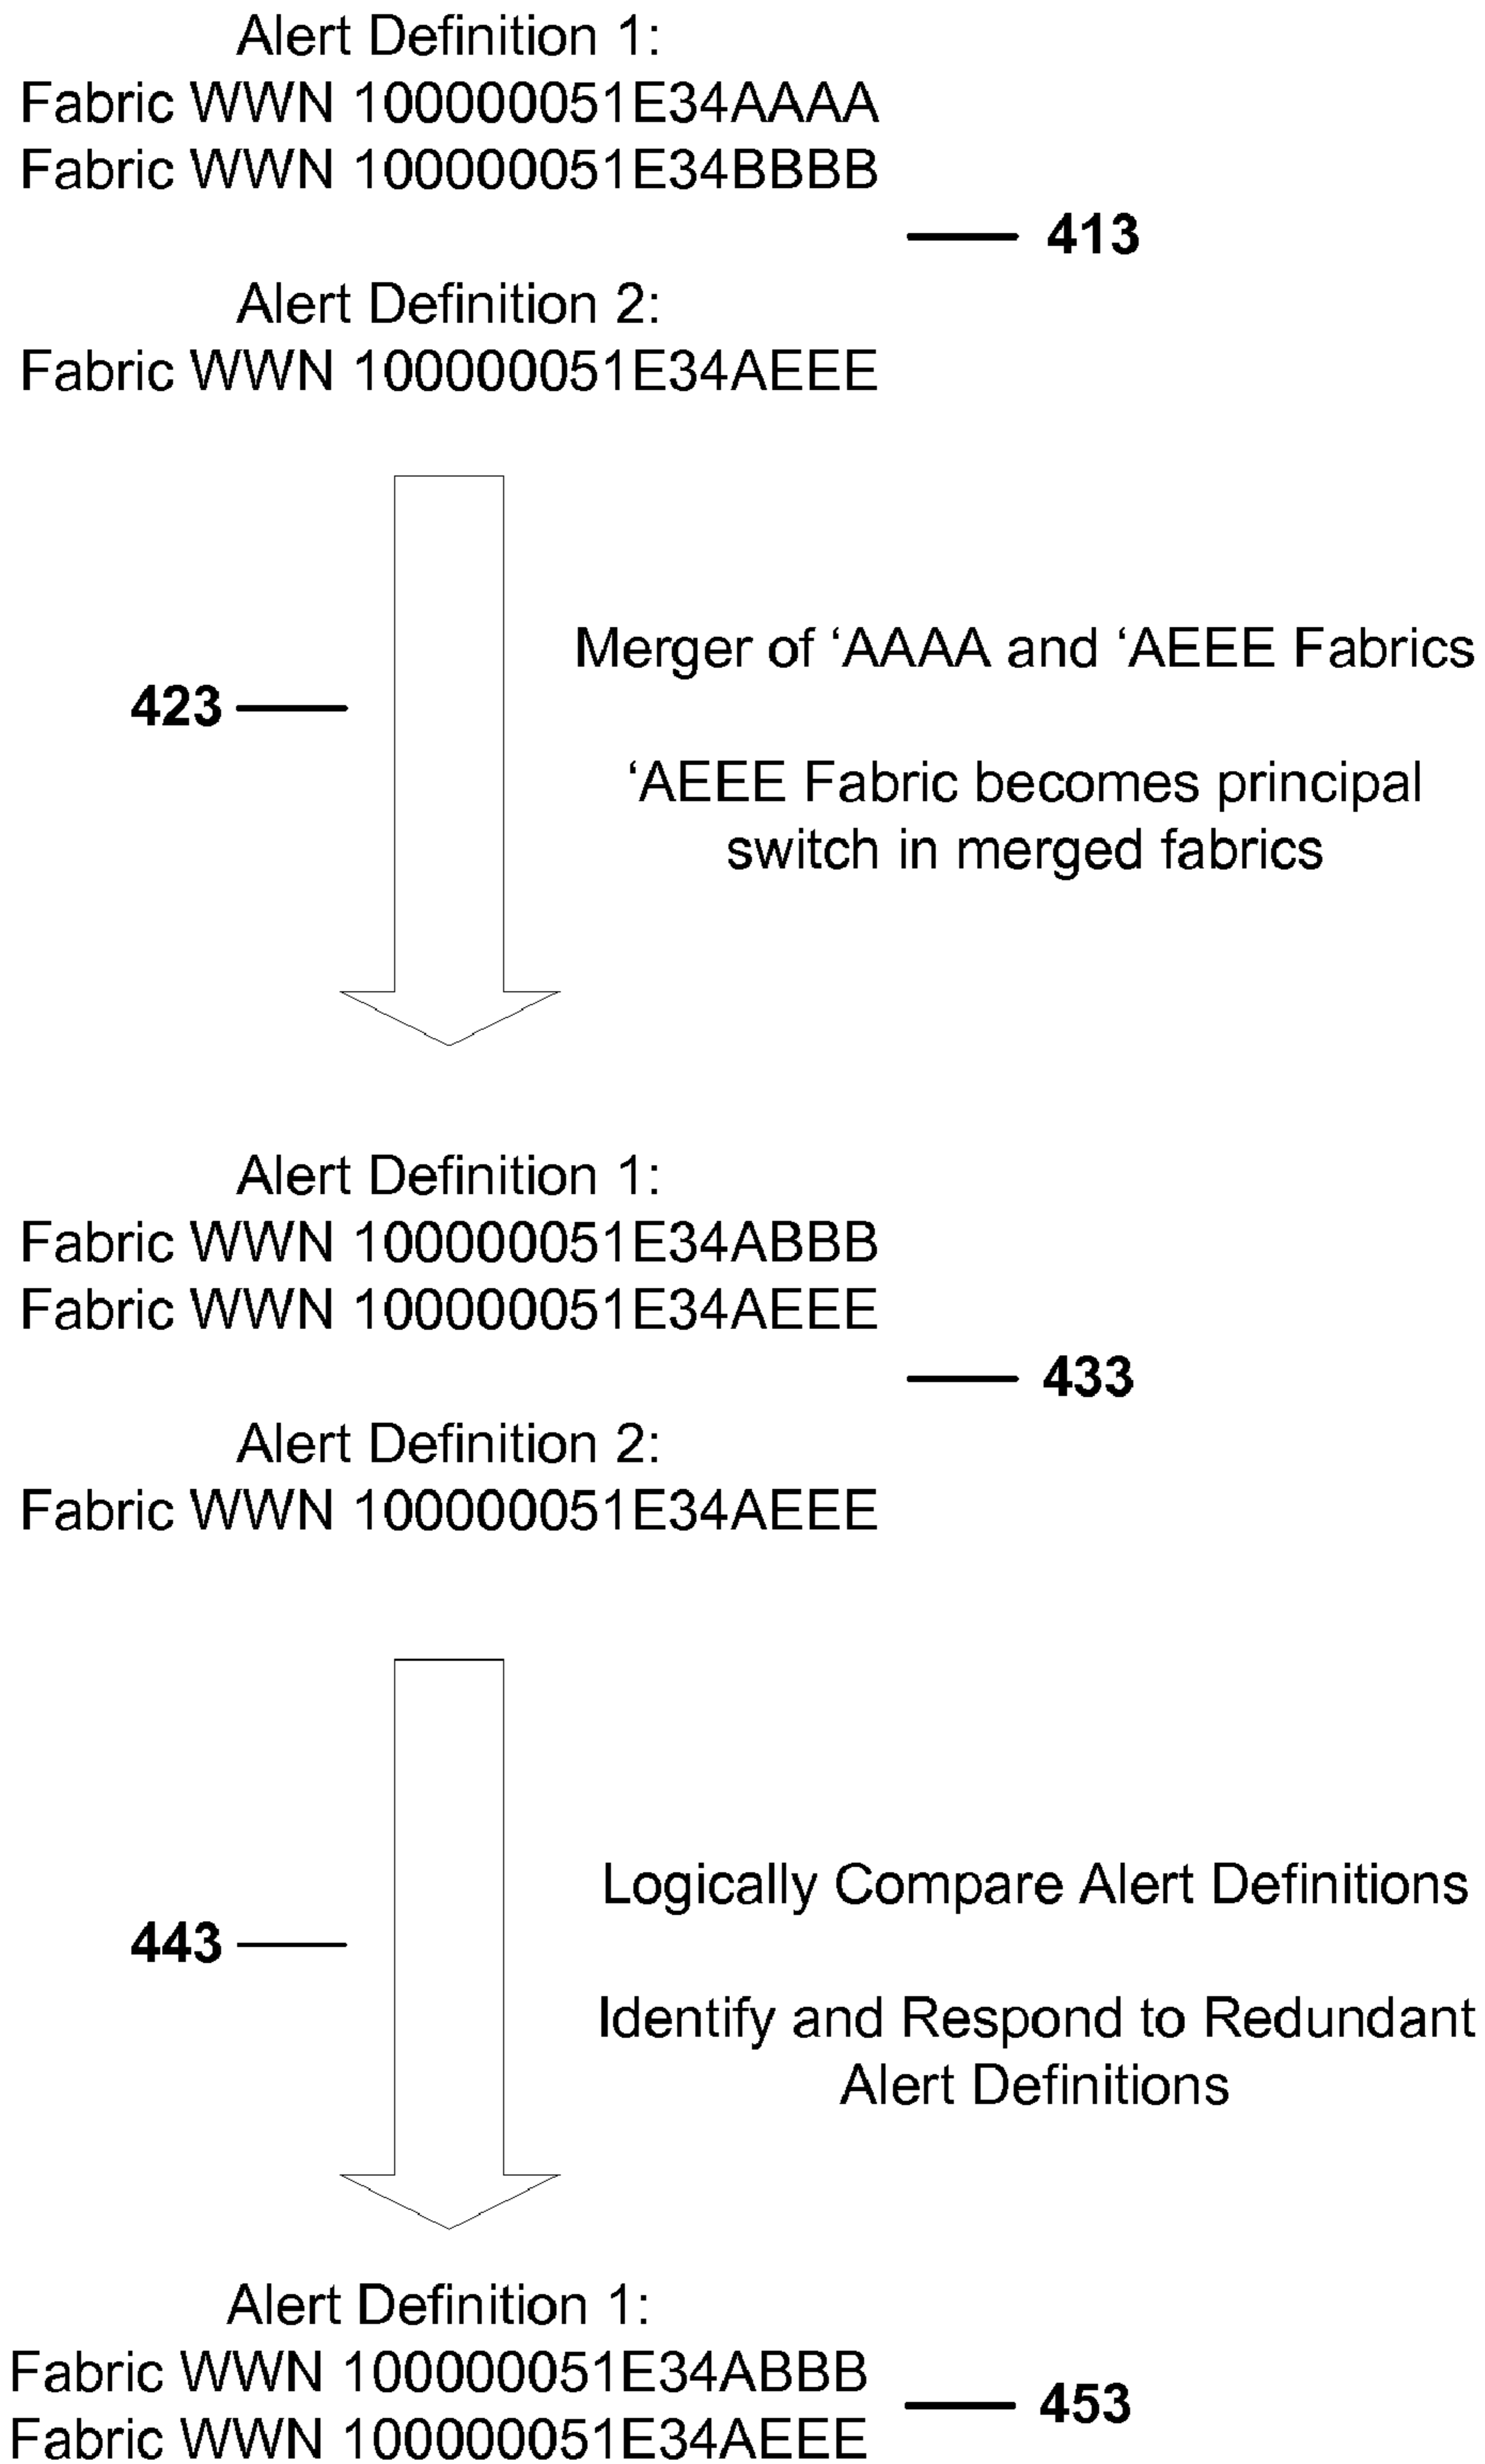 Alert Definition 1:
Fabric WWN 100000051E34AAAA
Fabric WWN 100000051E34BBBB
413
Alert Definition 2:
Fabric WWN 100000051E34AEEE
Merger of ‘AAAA and ‘AEEE Fabrics
423
‘AEEE Fabric becomes principal
switch in merged fabrics
Alert Definition 1:
Fabric WWN 100000051E34ABBB
Fabric WWN 100000051E34AEEE
433
Alert Definition 2:
Fabric WWN 100000051E34AEEE
Logically Compare Alert Definitions
443
Identify and Respond to Redundant
Alert Definitions
Alert Definition 1:
Fabric WWN 100000051E34ABBB
453
Fabric WWN 100000051E34AEEE